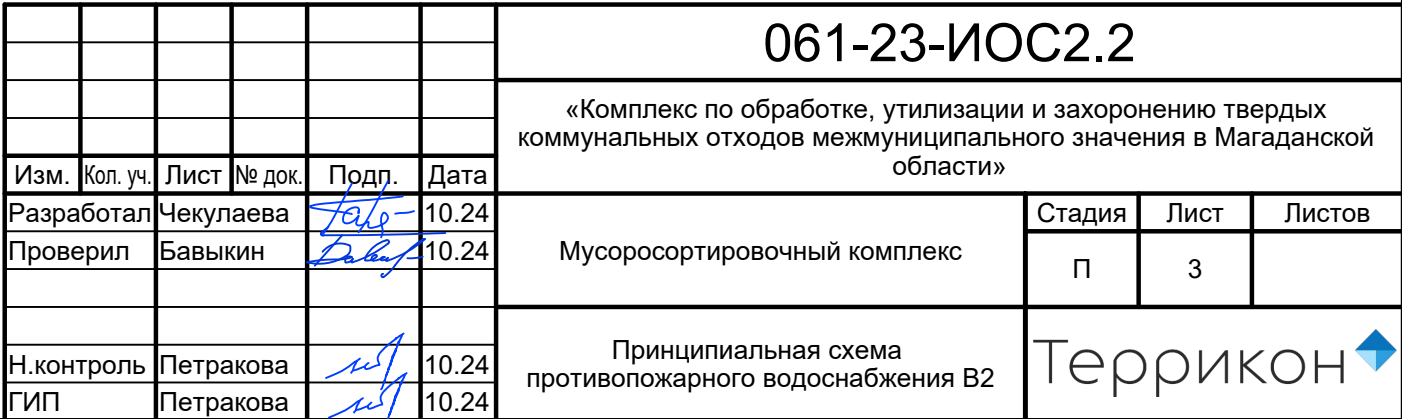 061-23-ИОС2.2
«Комплекс по обработке, утилизации и захоронению твердых
коммунальных отходов межмуниципального значения в Магаданской
области»
Изм. Кол. уч. Лист № док. Подп. Дата
Разработал Чекулаева 10.24
Проверил Бавыкин 10.24
Мусоросортировочный комплекс
Стадия Лист Листов
П 3
Н.контроль Петракова 10.24
ГИП Петракова 10.24
Принципиальная схема
противопожарного водоснабжения В2
Террикон